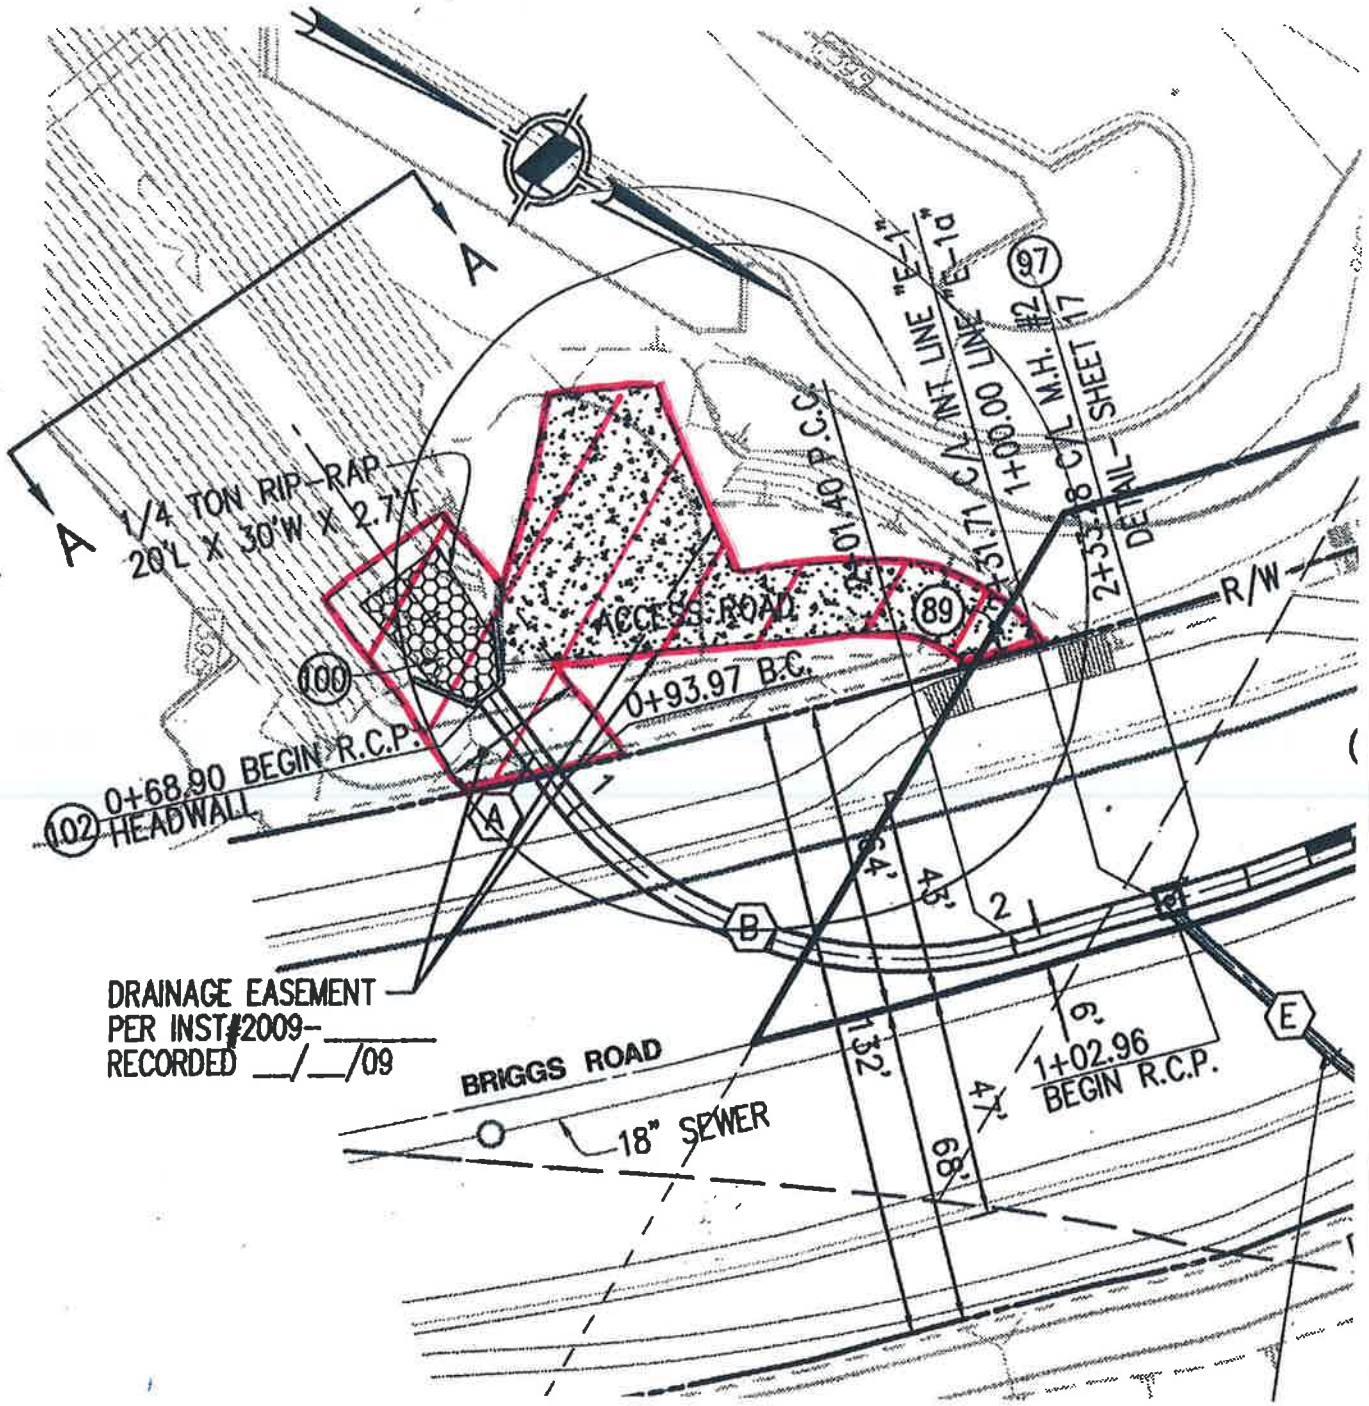 A
A
1/4 TON RIP-RAP
20'L X 30'W X 2.7'T
100
0+68.90 BEGIN R.C.P.
102
HEADWALL
ACCESS ROAD
89
0+93.97 B.C.
2+01.40 P.C.C.
C/L INT LINE "E-1"
1+00.00 LINE "E-1a"
97
C/L M.H. #2
DETAIL-SHEET 17
R/W
A
1
B
2
E
64'
43'
132'
6'
47'
68'
1+02.96
BEGIN R.C.P.
DRAINAGE EASEMENT
PER INST#2009-______
RECORDED __/__/09
BRIGGS ROAD
18" SEWER